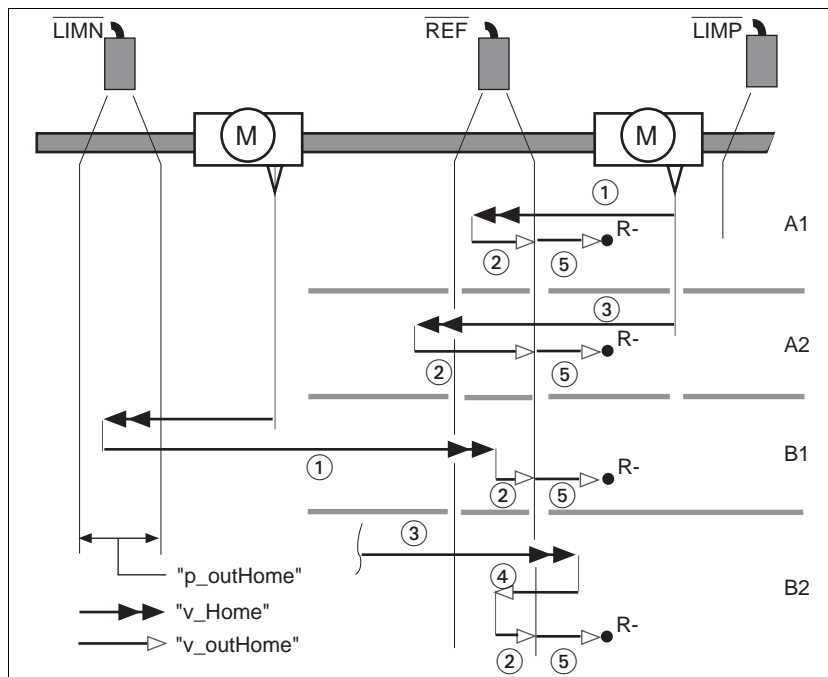 LIMN REF LIMP
M M
1
R- A1
2 5
3
R- A2
2 5
1 R- B1
2 5
3
"p_outHome" 4
B2
"v_Home"
R-
"v_outHome" 2 5